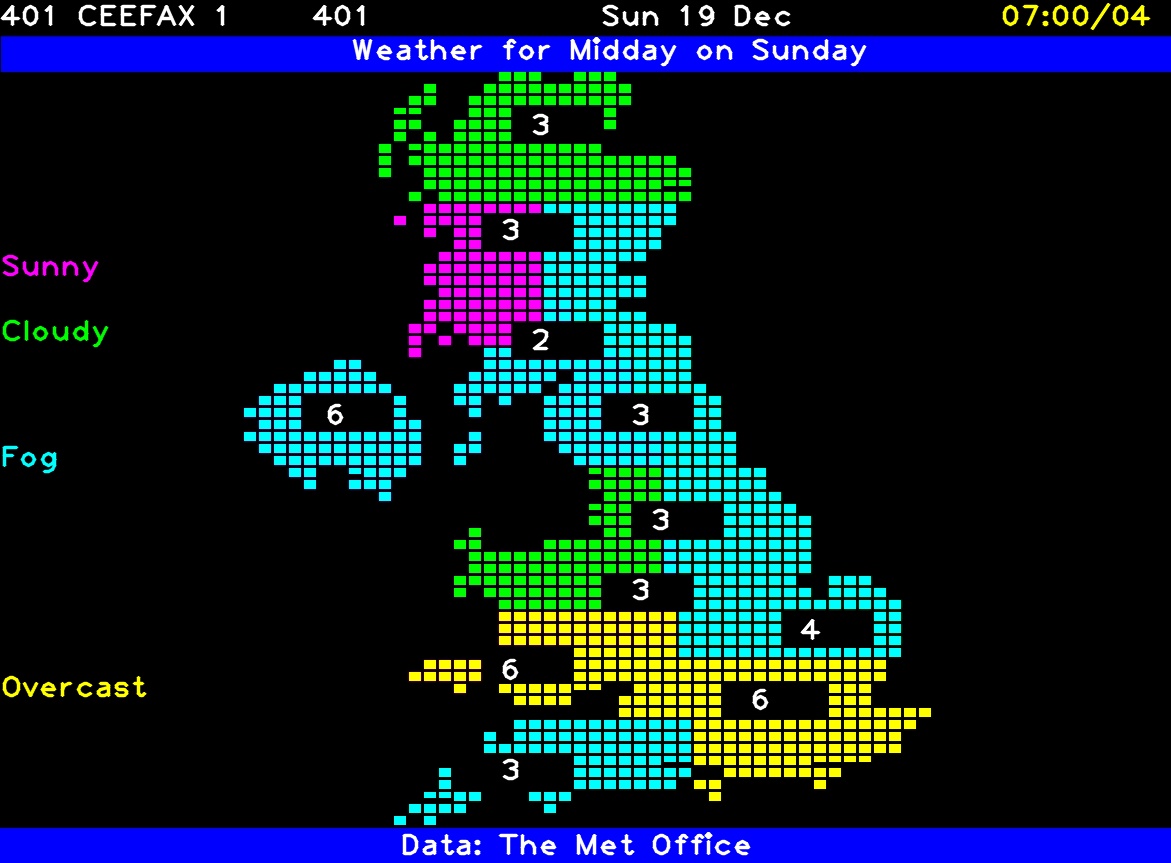 401 CEEFAX 1 401 Sun 19 Dec 07:00/04
Weather for Midday on Sunday
3
3
Sunny
Cloudy
2
6 3
Fog
3
3
4
6
Overcast
6
3
Data: The Met Office